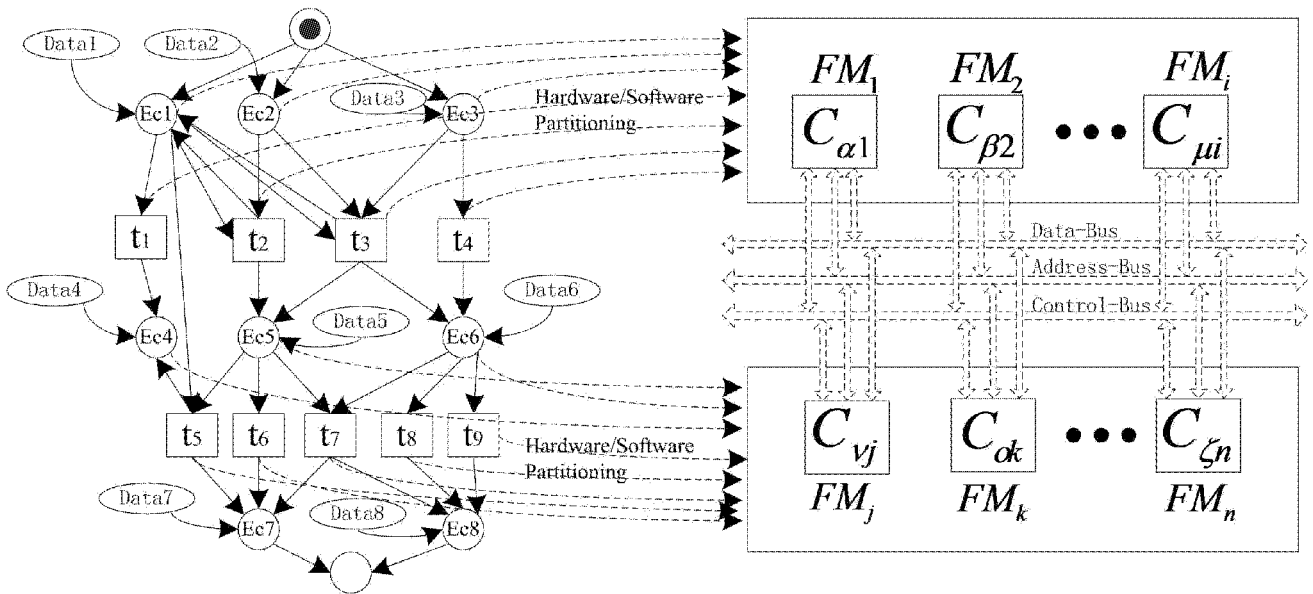 Data1
Data2
Data3
Ec1
Ec2
Ec3
t1
t2
t3
t4
Data4
Data5
Data6
Ec4
Ec5
Ec6
t5
t6
t7
t8
t9
Data7
Data8
Ec7
Ec8
Hardware/Software
Partitioning
Hardware/Software
Partitioning
FM1
FM2
FMi
Cα1
Cβ2
Cμi
Data-Bus
Address-Bus
Control-Bus
Cνj
Cok
Cζn
FMj
FMk
FMn